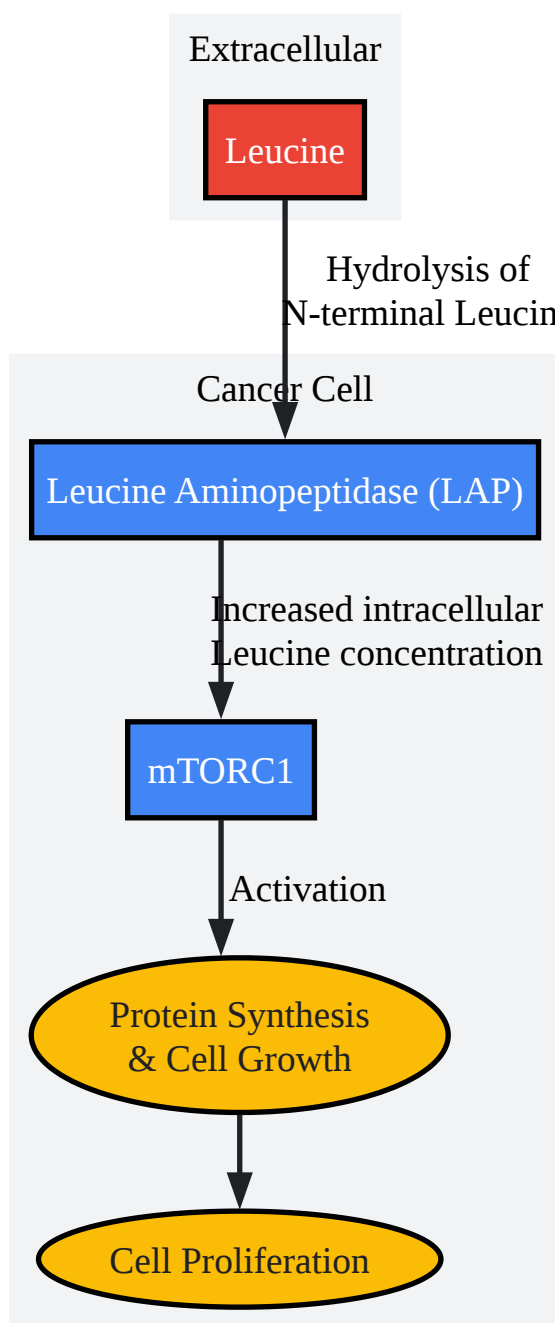 Extracellular
Leucine
Hydrolysis of
N-terminal Leucin
Cancer Cell
Leucine Aminopeptidase (LAP)
Increased intracellular
Leucine concentration
mTORC1
Activation
Protein Synthesis
& Cell Growth
Cell Proliferation